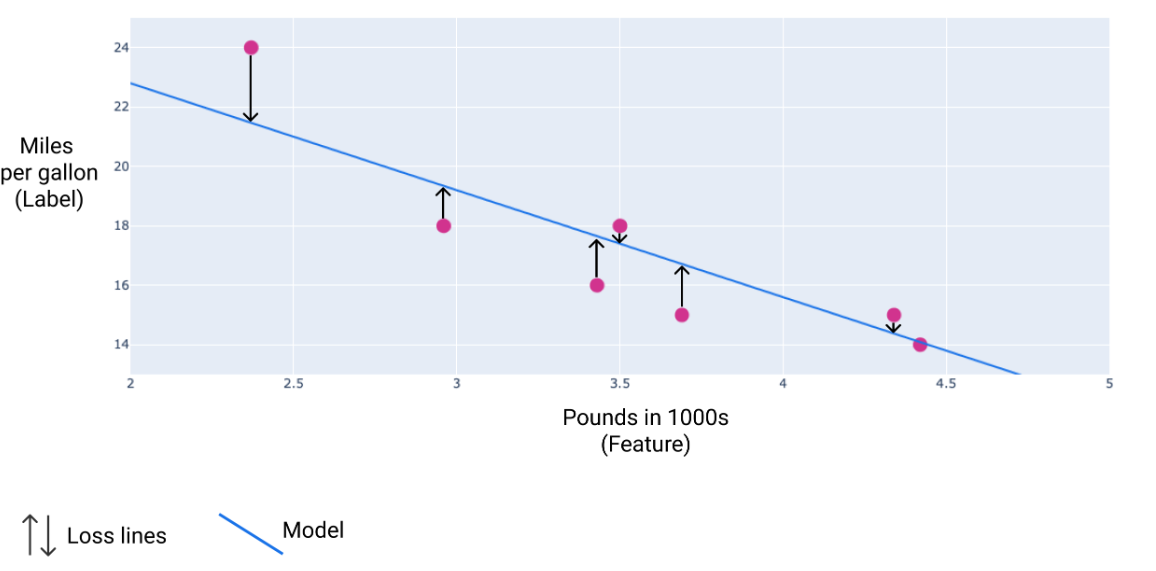 24
22
Miles
per gallon
(Label)
20
18
16
14
2 2.5 3 3.5 4 4.5 5
Pounds in 1000s
(Feature)
Loss lines
Model